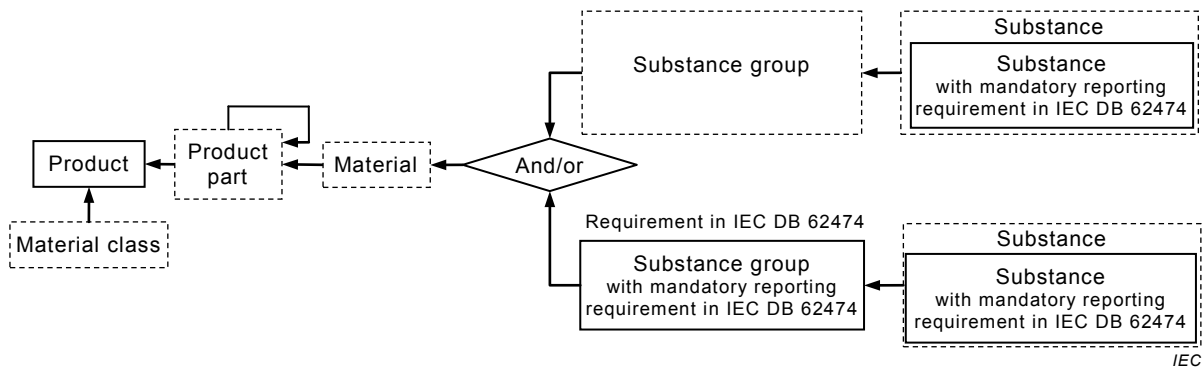 Substance
Substance
with mandatory reporting
requirement in IEC DB 62474
Substance group
Product
Product
part
Material
And/or
Material class
Requirement in IEC DB 62474
Substance group
with mandatory reporting
requirement in IEC DB 62474
Substance
Substance
with mandatory reporting
requirement in IEC DB 62474
IEC